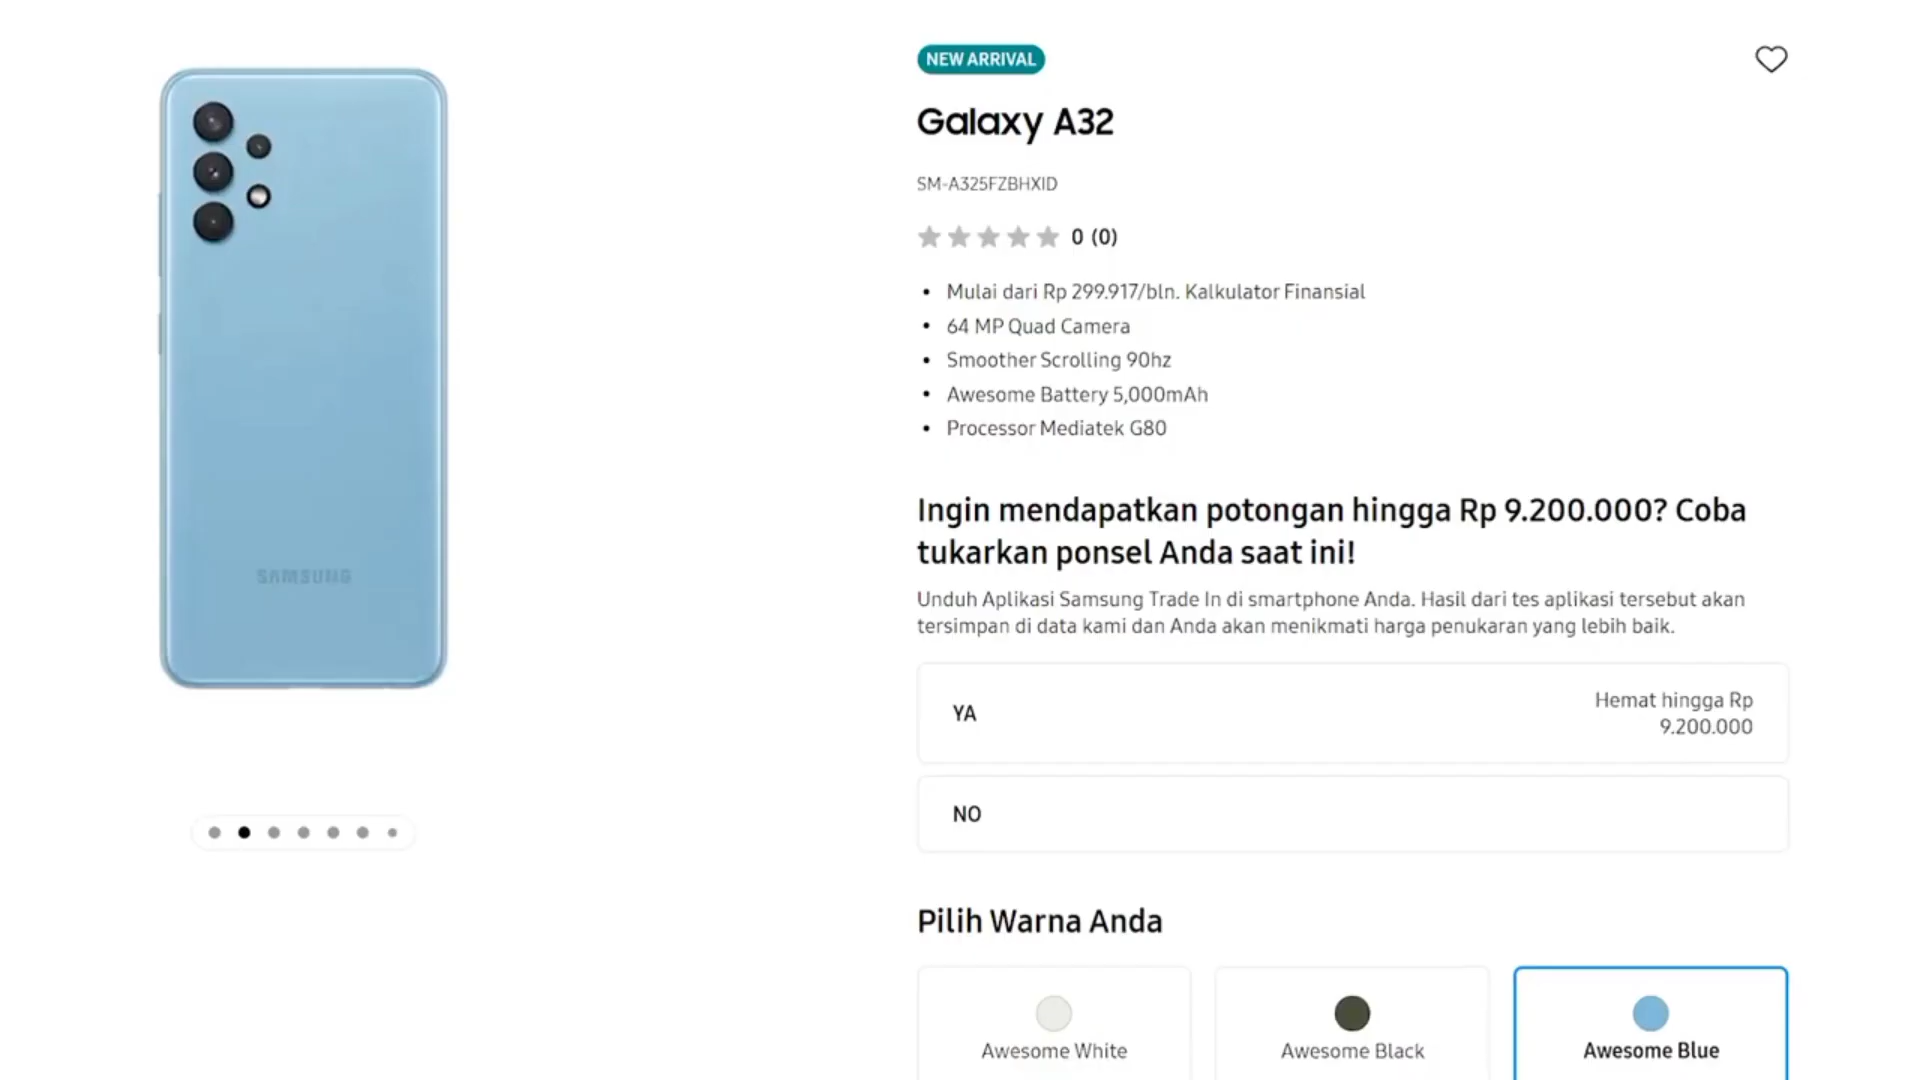 NEW ARRIVAL
Galaxy A32
SM-A325FZBHXID
0 (0)
• Mulai dari Rp 299.917/bln. Kalkulator Finansial
• 64 MP Quad Camera
• Smoother Scrolling 90hz
• Awesome Battery 5,000mAh
• Processor Mediatek G80
Ingin mendapatkan potongan hingga Rp 9.200.000? Coba
tukarkan ponsel Anda saat ini!
Unduh Aplikasi Samsung Trade In di smartphone Anda. Hasil dari tes aplikasi tersebut akan
tersimpan di data kami dan Anda akan menikmati harga penukaran yang lebih baik.
YA
Hemat hingga Rp
9.200.000
NO
Pilih Warna Anda
Awesome White
Awesome Black
Awesome Blue
SAMSUNG